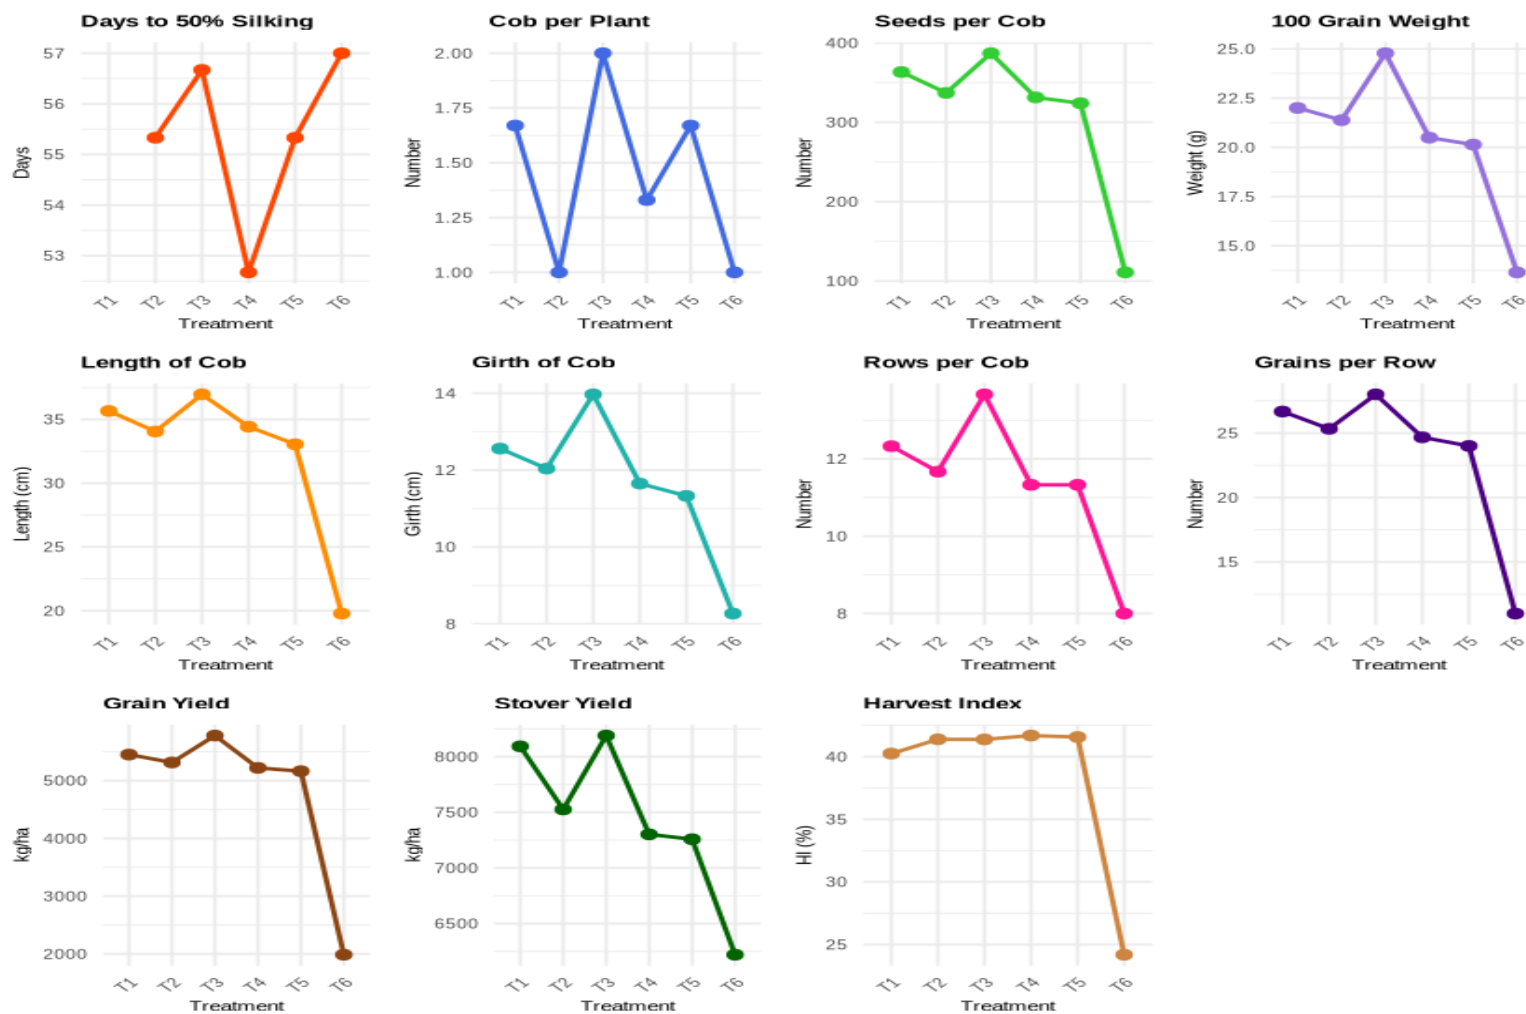 Days to 50% Silking
57
56
55
54
53
Days
T1 T2 T3 T4 T5 T6
Treatment
Cob per Plant
2.00
1.75
1.50
1.25
1.00
Number
T1 T2 T3 T4 T5 T6
Treatment
Seeds per Cob
400
300
200
100
Number
T1 T2 T3 T4 T5 T6
Treatment
100 Grain Weight
25.0
22.5
20.0
17.5
15.0
Weight (g)
T1 T2 T3 T4 T5 T6
Treatment
Length of Cob
35
30
25
20
Length (cm)
T1 T2 T3 T4 T5 T6
Treatment
Girth of Cob
14
12
10
8
Girth (cm)
T1 T2 T3 T4 T5 T6
Treatment
Rows per Cob
12
10
8
Number
T1 T2 T3 T4 T5 T6
Treatment
Grains per Row
25
20
15
Number
T1 T2 T3 T4 T5 T6
Treatment
Grain Yield
5000
4000
3000
2000
kg/ha
T1 T2 T3 T4 T5 T6
Treatment
Stover Yield
8000
7500
7000
6500
kg/ha
T1 T2 T3 T4 T5 T6
Treatment
Harvest Index
40
35
30
25
HI (%)
T1 T2 T3 T4 T5 T6
Treatment